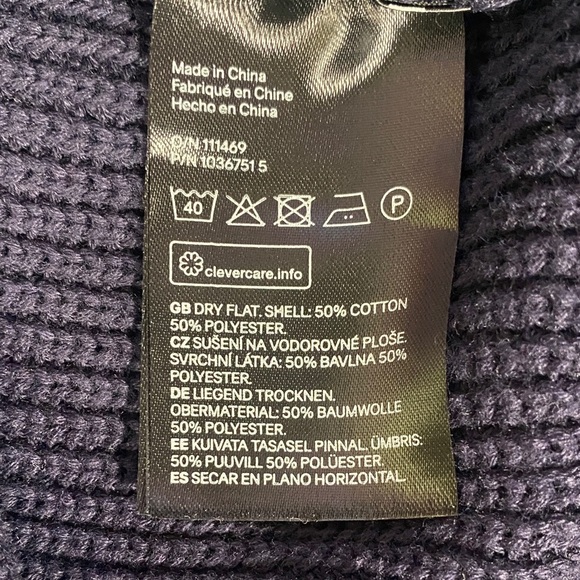 Made in China
Fabriqué en Chine
Hecho en China
O/N 111469
P/N 1036751 5
40
P
clevercare.info
GB DRY FLAT. SHELL: 50% COTTON
50% POLYESTER.
CZ SUŠENÍ NA VODOROVNÉ PLOŠE.
SVRCHNÍ LÁTKA: 50% BAVLNA 50%
POLYESTER.
DE LIEGEND TROCKNEN.
OBERMATERIAL: 50% BAUMWOLLE
50% POLYESTER.
EE KUIVATA TASASEL PINNAL. ÜMBRIS:
50% PUUVILL 50% POLÜESTER.
ES SECAR EN PLANO HORIZONTAL.